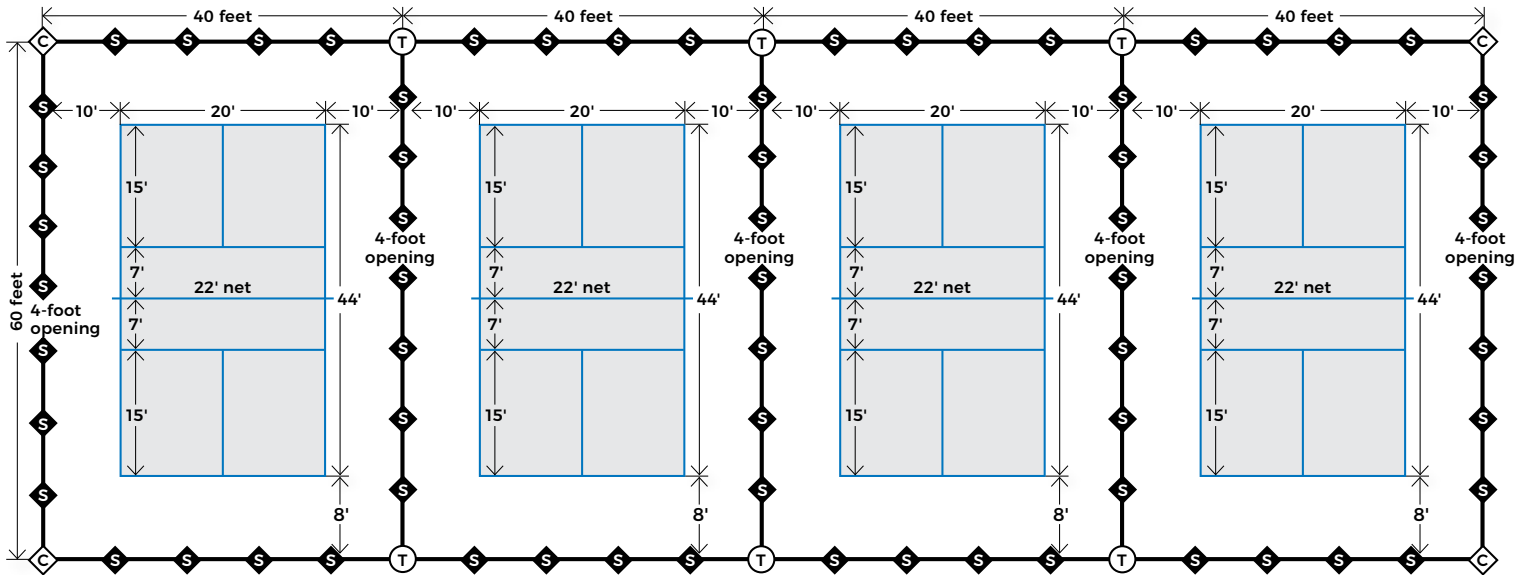 40 feet 40 feet 40 feet 40 feet
C S S S S T S S S S T S S S S T S S S S C
S S S S S
10' 20' 10' 10' 20' 10' 10' 20' 10' 10' 20' 10'
S S S S S
15' 15' 15' 15'
S S S S S
4-foot 4-foot 4-foot 4-foot
opening opening opening opening
7' 7' 7' 7'
S S S S S
22' net 22' net 22' net 22' net
60 feet
44' 44' 44' 44'
4-foot
opening
7' 7' 7' 7'
S S S S S
15' 15' 15' 15'
S S S S S
S S S S S
8' 8' 8' 8'
C S S S S T S S S S T S S S S T S S S S C